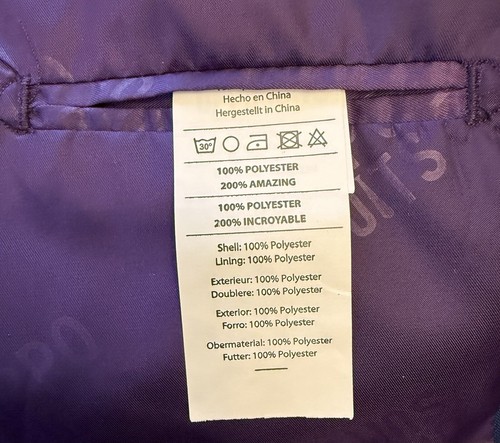 Hecho en China
Hergestellt in China
30°
100% POLYESTER
200% AMAZING
100% POLYESTER
200% INCROYABLE
Shell: 100% Polyester
Lining: 100% Polyester
Exterieur: 100% Polyester
Doublere: 100% Polyester
Exterior: 100% Polyester
Forro: 100% Polyester
Obermaterial: 100% Polyester
Futter: 100% Polyester